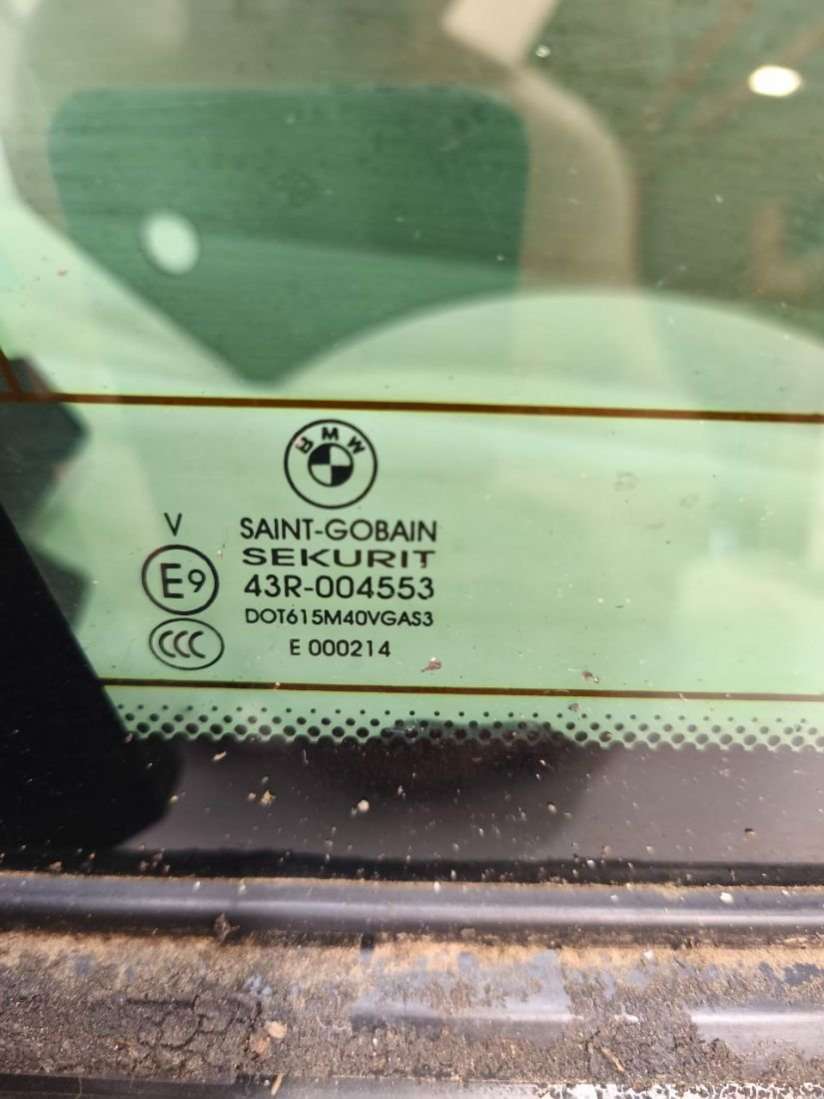 BMW
V
SAINT-GOBAIN
SEKURIT
E9
43R-004553
DOT615M40VGAS3
CCC
E 000214